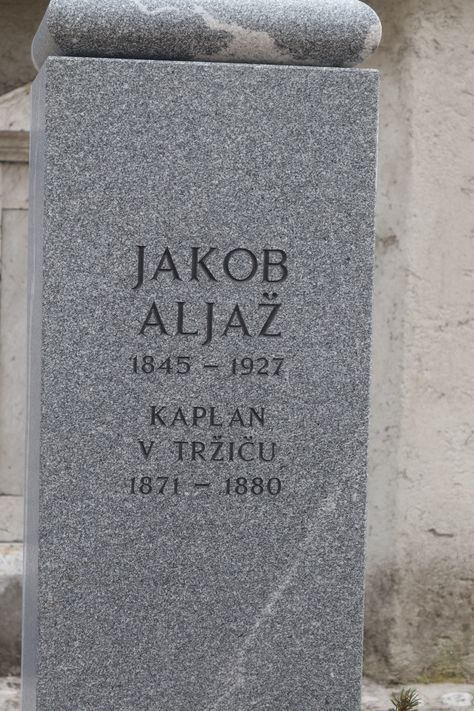 JAKOB
ALJAŽ
1845 – 1927
KAPLAN
V TRŽIČU
1871 – 1880